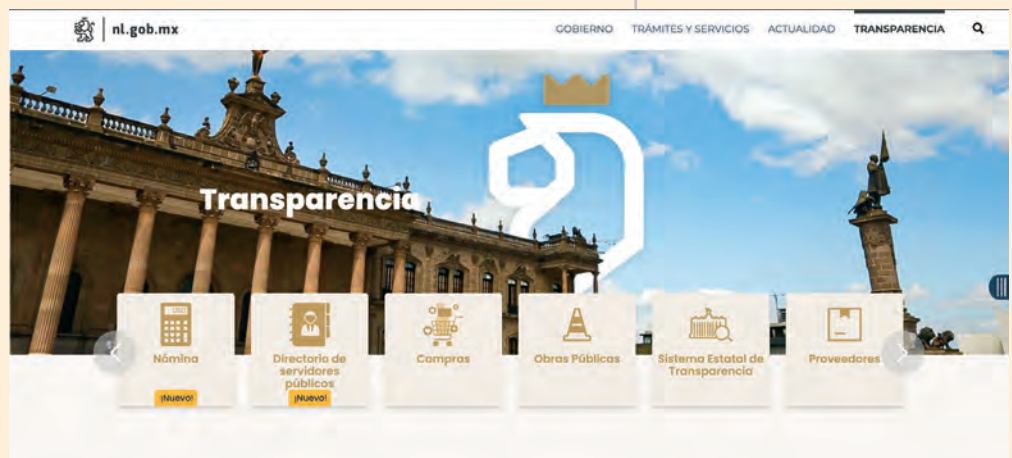 nl.gob.mx
GOBIERNO TRÁMITES Y SERVICIOS ACTUALIDAD TRANSPARENCIA
Transparencia
Nómina
¡Nuevo!
Directorio de
servidores
públicos
¡Nuevo!
Compras
Obras Públicas
Sistema Estatal de
Transparencia
Proveedores